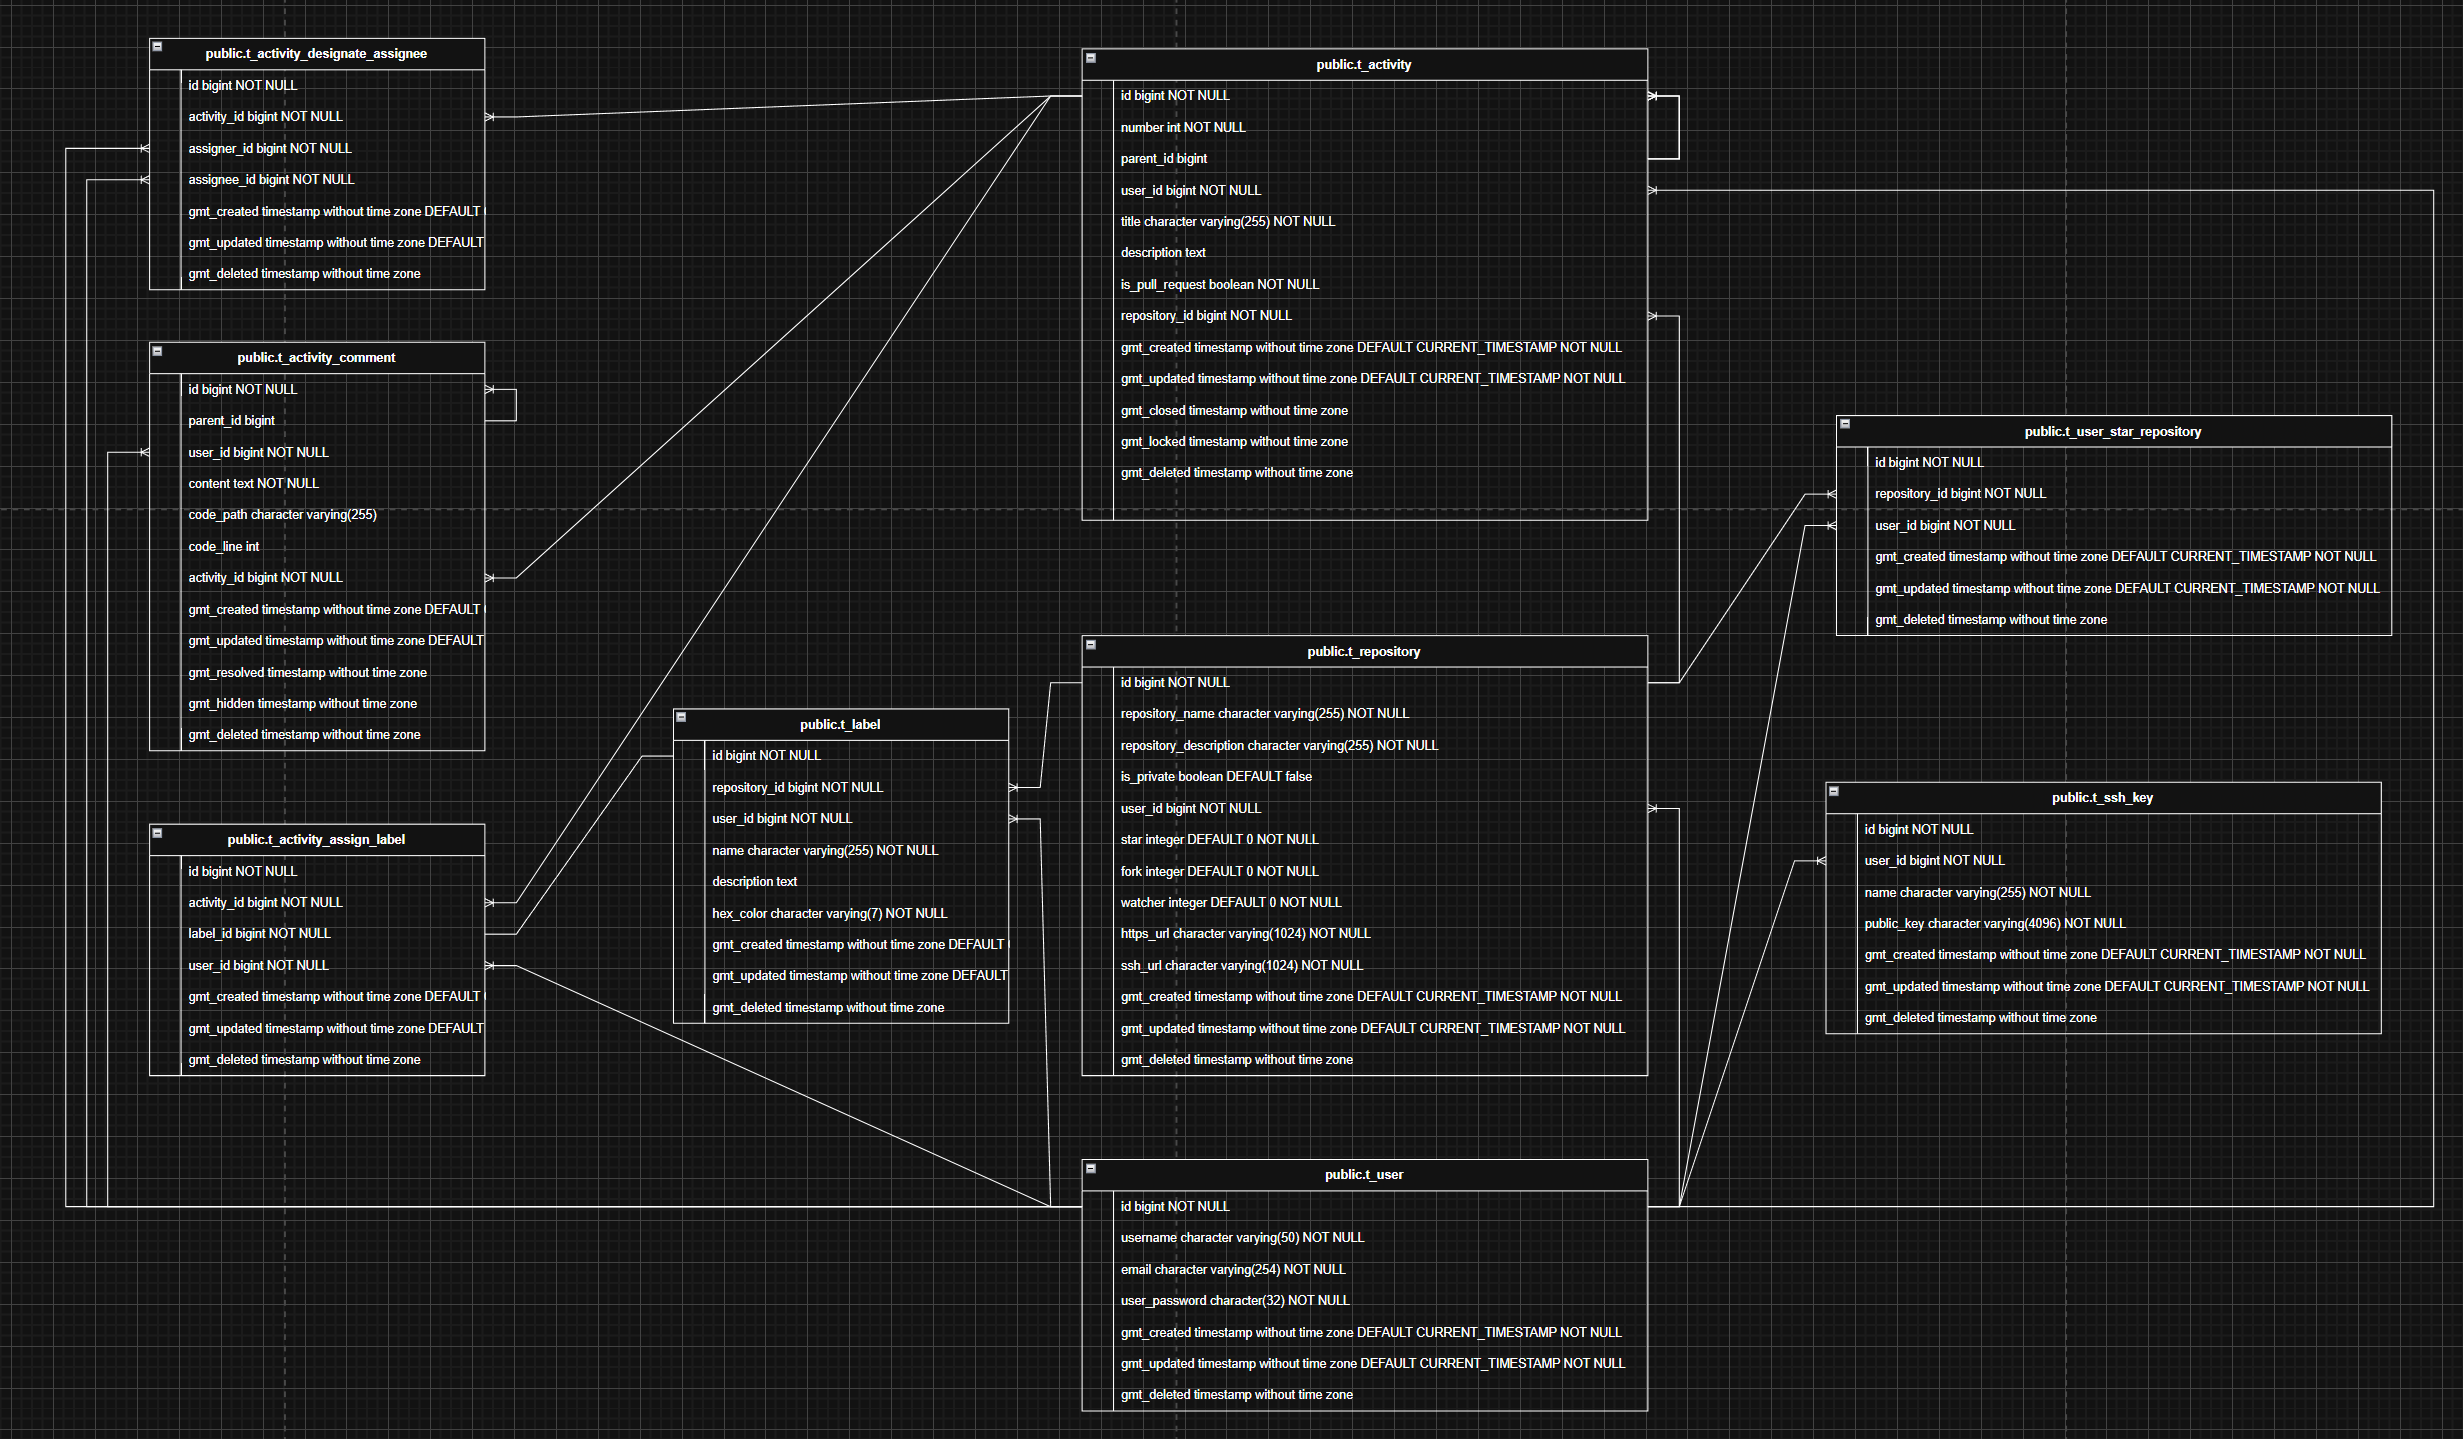 public.t_activity_designate_assignee
id bigint NOT NULL
activity_id bigint NOT NULL
assigner_id bigint NOT NULL
assignee_id bigint NOT NULL
gmt_created timestamp without time zone DEFAULT
gmt_updated timestamp without time zone DEFAULT
gmt_deleted timestamp without time zone
public.t_activity_comment
id bigint NOT NULL
parent_id bigint
user_id bigint NOT NULL
content text NOT NULL
code_path character varying(255)
code_line int
activity_id bigint NOT NULL
gmt_created timestamp without time zone DEFAULT
gmt_updated timestamp without time zone DEFAULT
gmt_resolved timestamp without time zone
gmt_hidden timestamp without time zone
gmt_deleted timestamp without time zone
public.t_activity_assign_label
id bigint NOT NULL
activity_id bigint NOT NULL
label_id bigint NOT NULL
user_id bigint NOT NULL
gmt_created timestamp without time zone DEFAULT
gmt_updated timestamp without time zone DEFAULT
gmt_deleted timestamp without time zone
public.t_label
id bigint NOT NULL
repository_id bigint NOT NULL
user_id bigint NOT NULL
name character varying(255) NOT NULL
description text
hex_color character varying(7) NOT NULL
gmt_created timestamp without time zone DEFAULT
gmt_updated timestamp without time zone DEFAULT
gmt_deleted timestamp without time zone
public.t_activity
id bigint NOT NULL
number int NOT NULL
parent_id bigint
user_id bigint NOT NULL
title character varying(255) NOT NULL
description text
is_pull_request boolean NOT NULL
repository_id bigint NOT NULL
gmt_created timestamp without time zone DEFAULT CURRENT_TIMESTAMP NOT NULL
gmt_updated timestamp without time zone DEFAULT CURRENT_TIMESTAMP NOT NULL
gmt_closed timestamp without time zone
gmt_locked timestamp without time zone
gmt_deleted timestamp without time zone
public.t_repository
id bigint NOT NULL
repository_name character varying(255) NOT NULL
repository_description character varying(255) NOT NULL
is_private boolean DEFAULT false
user_id bigint NOT NULL
star integer DEFAULT 0 NOT NULL
fork integer DEFAULT 0 NOT NULL
watcher integer DEFAULT 0 NOT NULL
https_url character varying(1024) NOT NULL
ssh_url character varying(1024) NOT NULL
gmt_created timestamp without time zone DEFAULT CURRENT_TIMESTAMP NOT NULL
gmt_updated timestamp without time zone DEFAULT CURRENT_TIMESTAMP NOT NULL
gmt_deleted timestamp without time zone
public.t_user
id bigint NOT NULL
username character varying(50) NOT NULL
email character varying(254) NOT NULL
user_password character(32) NOT NULL
gmt_created timestamp without time zone DEFAULT CURRENT_TIMESTAMP NOT NULL
gmt_updated timestamp without time zone DEFAULT CURRENT_TIMESTAMP NOT NULL
gmt_deleted timestamp without time zone
public.t_user_star_repository
id bigint NOT NULL
repository_id bigint NOT NULL
user_id bigint NOT NULL
gmt_created timestamp without time zone DEFAULT CURRENT_TIMESTAMP NOT NULL
gmt_updated timestamp without time zone DEFAULT CURRENT_TIMESTAMP NOT NULL
gmt_deleted timestamp without time zone
public.t_ssh_key
id bigint NOT NULL
user_id bigint NOT NULL
name character varying(255) NOT NULL
public_key character varying(4096) NOT NULL
gmt_created timestamp without time zone DEFAULT CURRENT_TIMESTAMP NOT NULL
gmt_updated timestamp without time zone DEFAULT CURRENT_TIMESTAMP NOT NULL
gmt_deleted timestamp without time zone